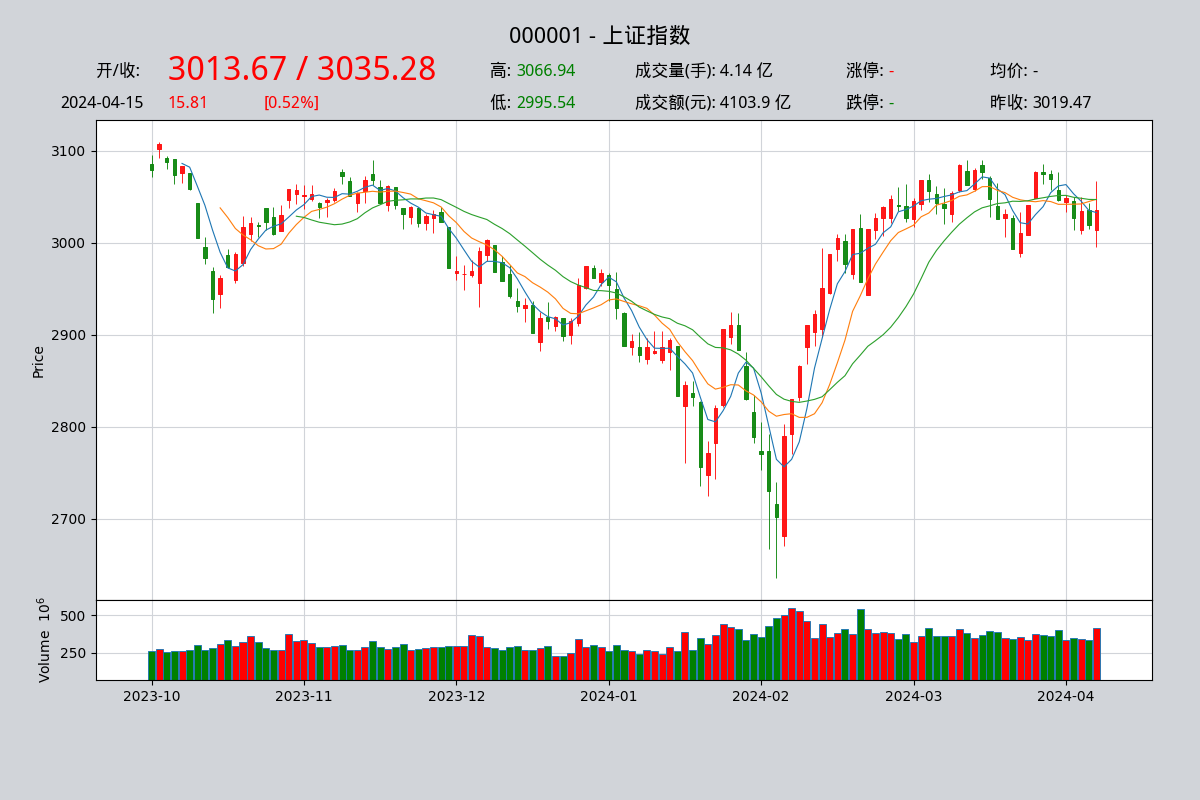 000001 - 上证指数
开/收: 3013.67 / 3035.28 高: 3066.94 成交量(手): 4.14 亿 涨停: - 均价: -
2024-04-15 15.81 [0.52%] 低: 2995.54 成交额(元): 4103.9 亿 跌停: - 昨收: 3019.47
3100
3000
2900
Price
2800
2700
500
250
Volume 10⁶
2023-10 2023-11 2023-12 2024-01 2024-02 2024-03 2024-04